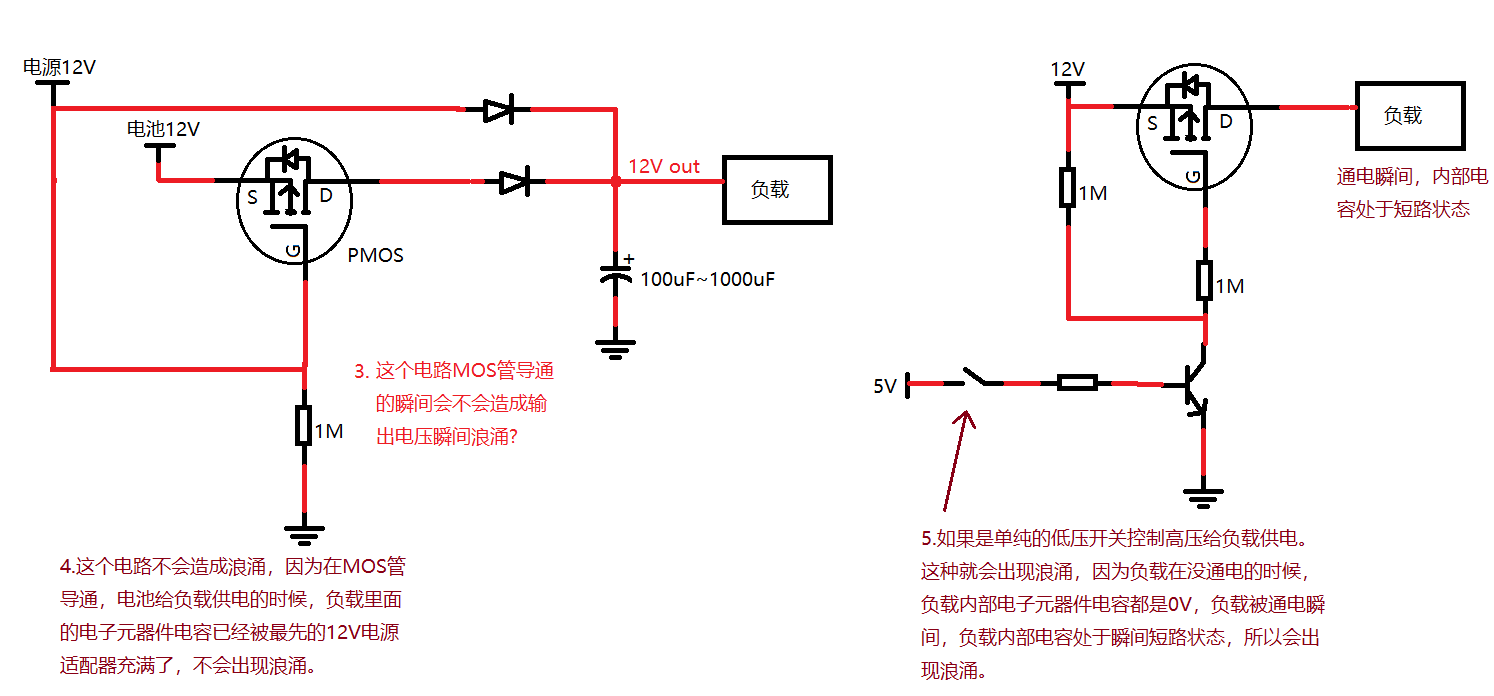 电源12V
电池12V
S
D
G
PMOS
12V out
负载
+
100uF~1000uF
1M
3. 这个电路MOS管导通
的瞬间会不会造成输
出电压瞬间浪涌?
4.这个电路不会造成浪涌，因为在MOS管
导通，电池给负载供电的时候，负载里面
的电子元器件电容已经被最先的12V电源
适配器充满了，不会出现浪涌。
12V
S
D
G
负载
通电瞬间，内部电
容处于短路状态
1M
1M
5V
5.如果是单纯的低压开关控制高压给负载供电。
这种就会出现浪涌，因为负载在没通电的时候，
负载内部电子元器件电容都是0V，负载被通电瞬
间，负载内部电容处于瞬间短路状态，所以会出
现浪涌。